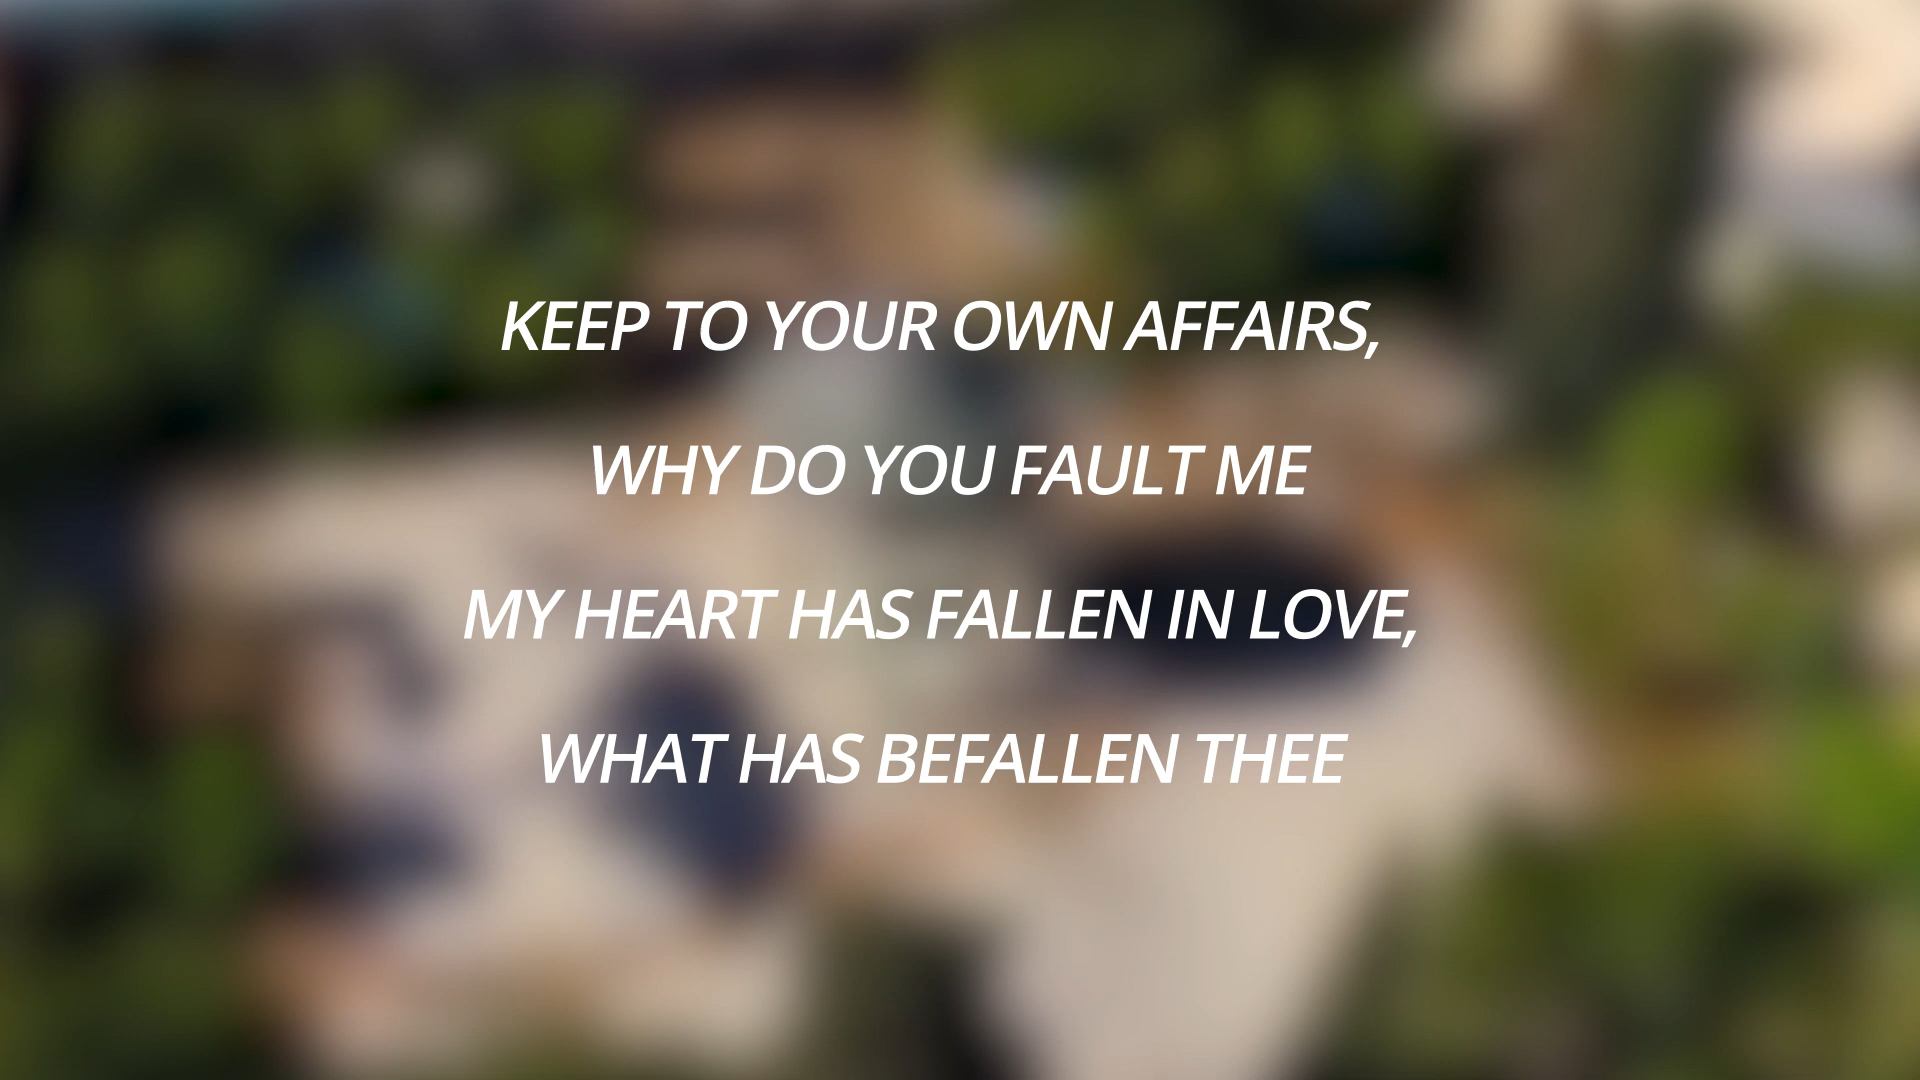 KEEP TO YOUR OWN AFFAIRS,
WHY DO YOU FAULT ME
MY HEART HAS FALLEN IN LOVE,
WHAT HAS BEFALLEN THEE